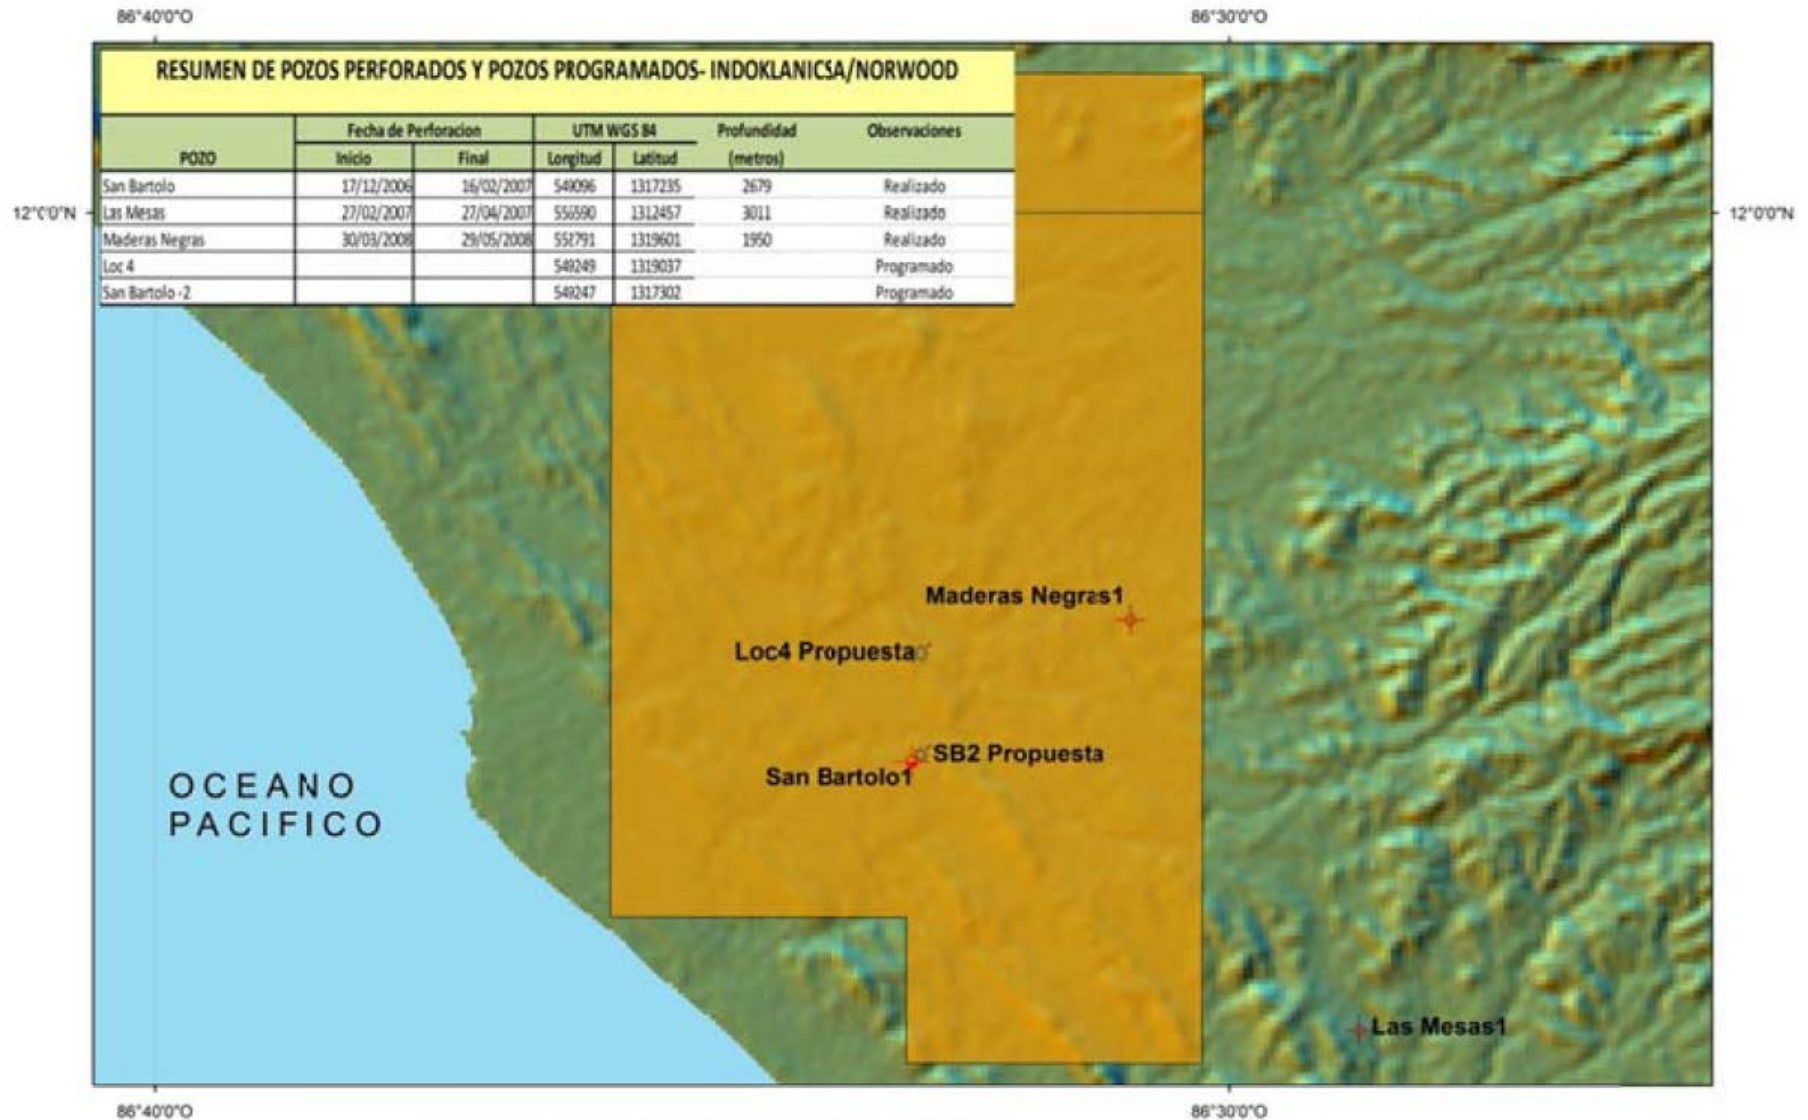 86°40'0"O 86°30'0"O
RESUMEN DE POZOS PERFORADOS Y POZOS PROGRAMADOS- INDOKLANICSA/NORWOOD
Fecha de Perforacion UTM WGS 84 Profundidad Observaciones
POZO Inicio Final Longitud Latitud (metros)
San Bartolo 17/12/2006 16/02/2007 549096 1317235 2679 Realizado
12°0'0"N Las Mesas 27/02/2007 27/04/2007 556590 1312457 3011 Realizado 12°0'0"N
Maderas Negras 30/03/2008 29/05/2008 552791 1319601 1950 Realizado
Loc 4 549249 1319037 Programado
San Bartolo -2 549247 1317302 Programado
Maderas Negras1
Loc4 Propuesta
SB2 Propuesta
San Bartolo1
OCEANO
PACIFICO
Las Mesas1
86°40'0"O 86°30'0"O